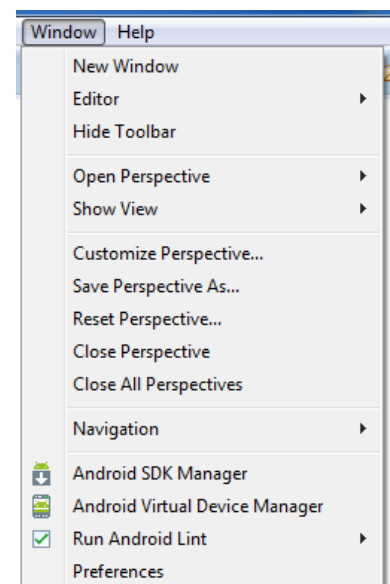 Window Help
New Window
Editor
Hide Toolbar
Open Perspective
Show View
Customize Perspective...
Save Perspective As...
Reset Perspective...
Close Perspective
Close All Perspectives
Navigation
Android SDK Manager
Android Virtual Device Manager
Run Android Lint
Preferences